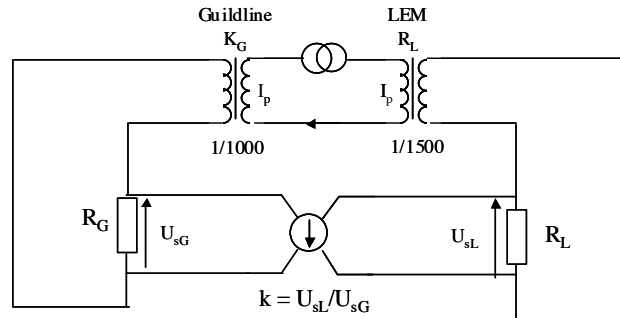 Guildline
K_G
LEM
R_L
I_p
I_p
1/1000
1/1500
R_G
U_sG
U_sL
R_L
k = U_sL/U_sG